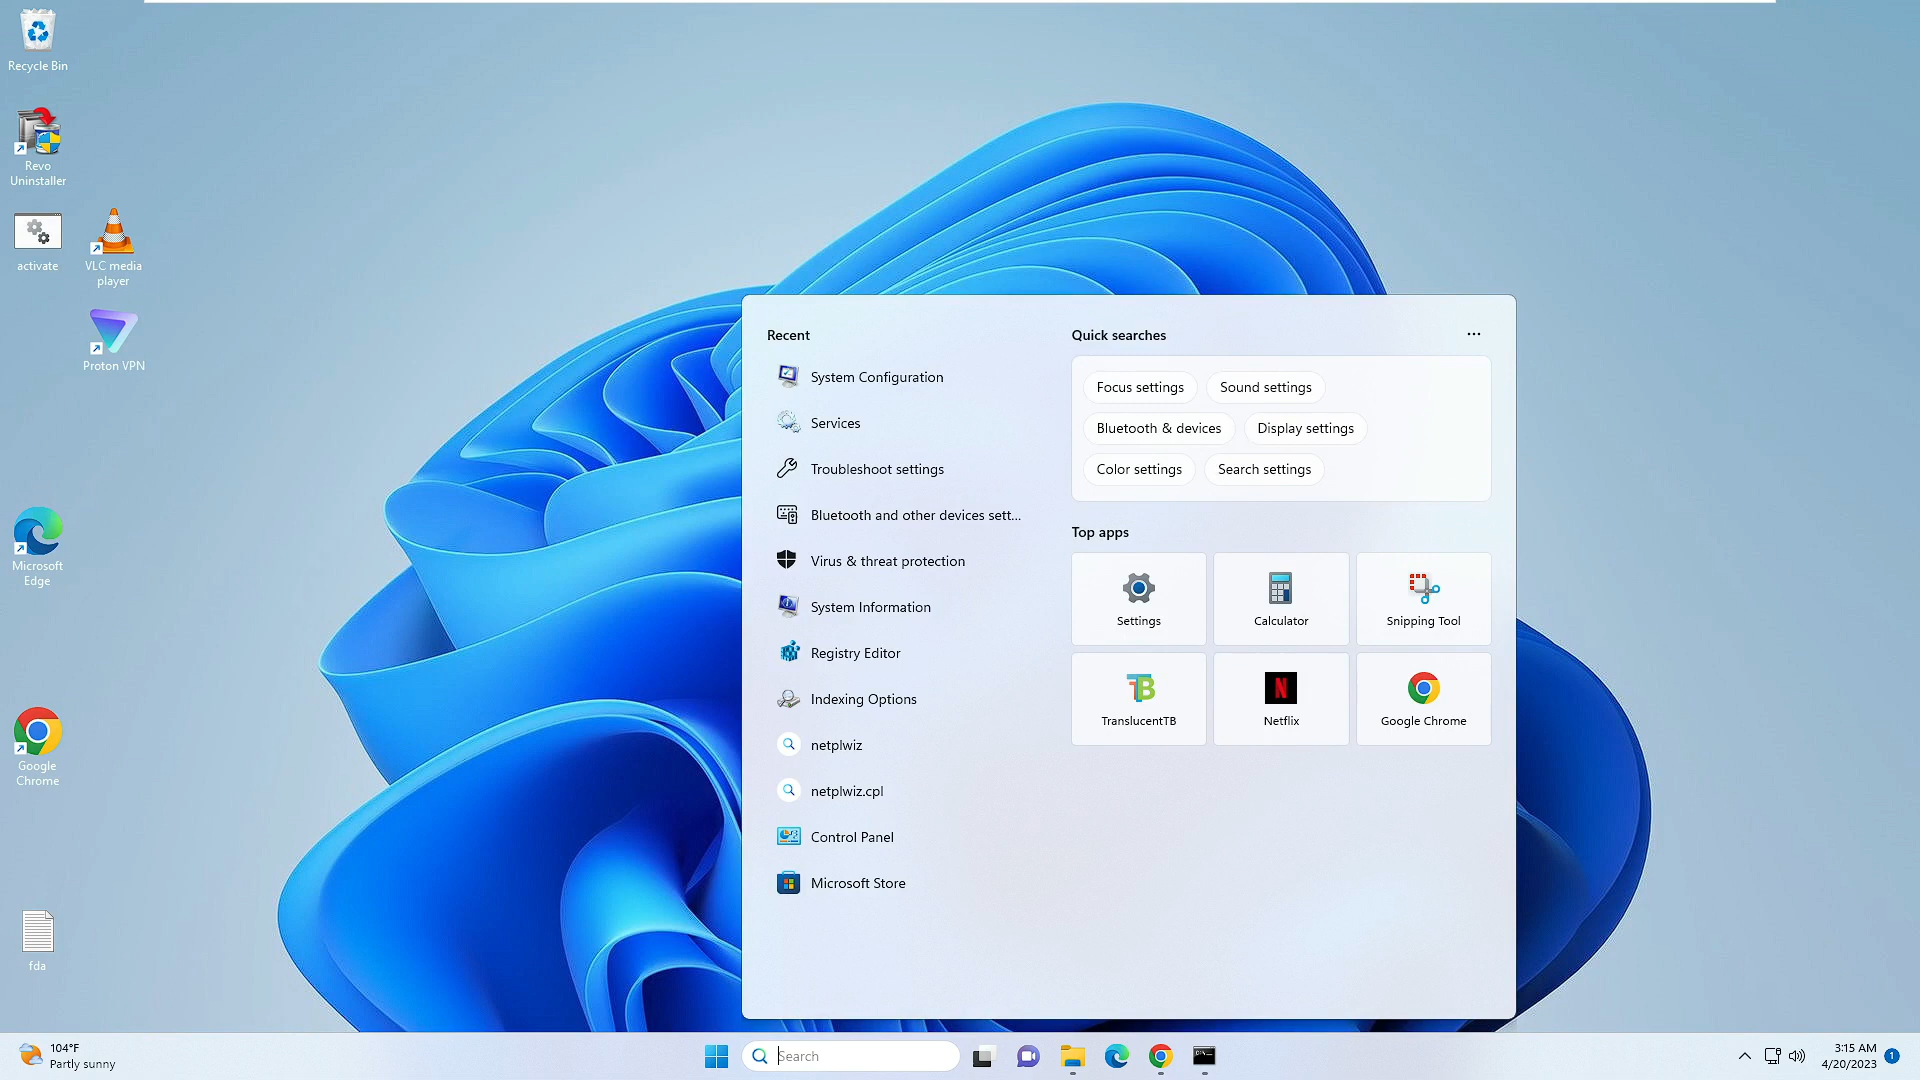 Recycle Bin
Revo
Uninstaller
activate
VLC media
player
Proton VPN
Microsoft
Edge
Google
Chrome
fda
Recent
System Configuration
Services
Troubleshoot settings
Bluetooth and other devices sett...
Virus & threat protection
System Information
Registry Editor
Indexing Options
netplwiz
netplwiz.cpl
Control Panel
Microsoft Store
Quick searches
Focus settings
Sound settings
Bluetooth & devices
Display settings
Color settings
Search settings
Top apps
Settings
Calculator
Snipping Tool
TranslucentTB
Netflix
Google Chrome
104°F
Partly sunny
Search
3:15 AM
4/20/2023
1